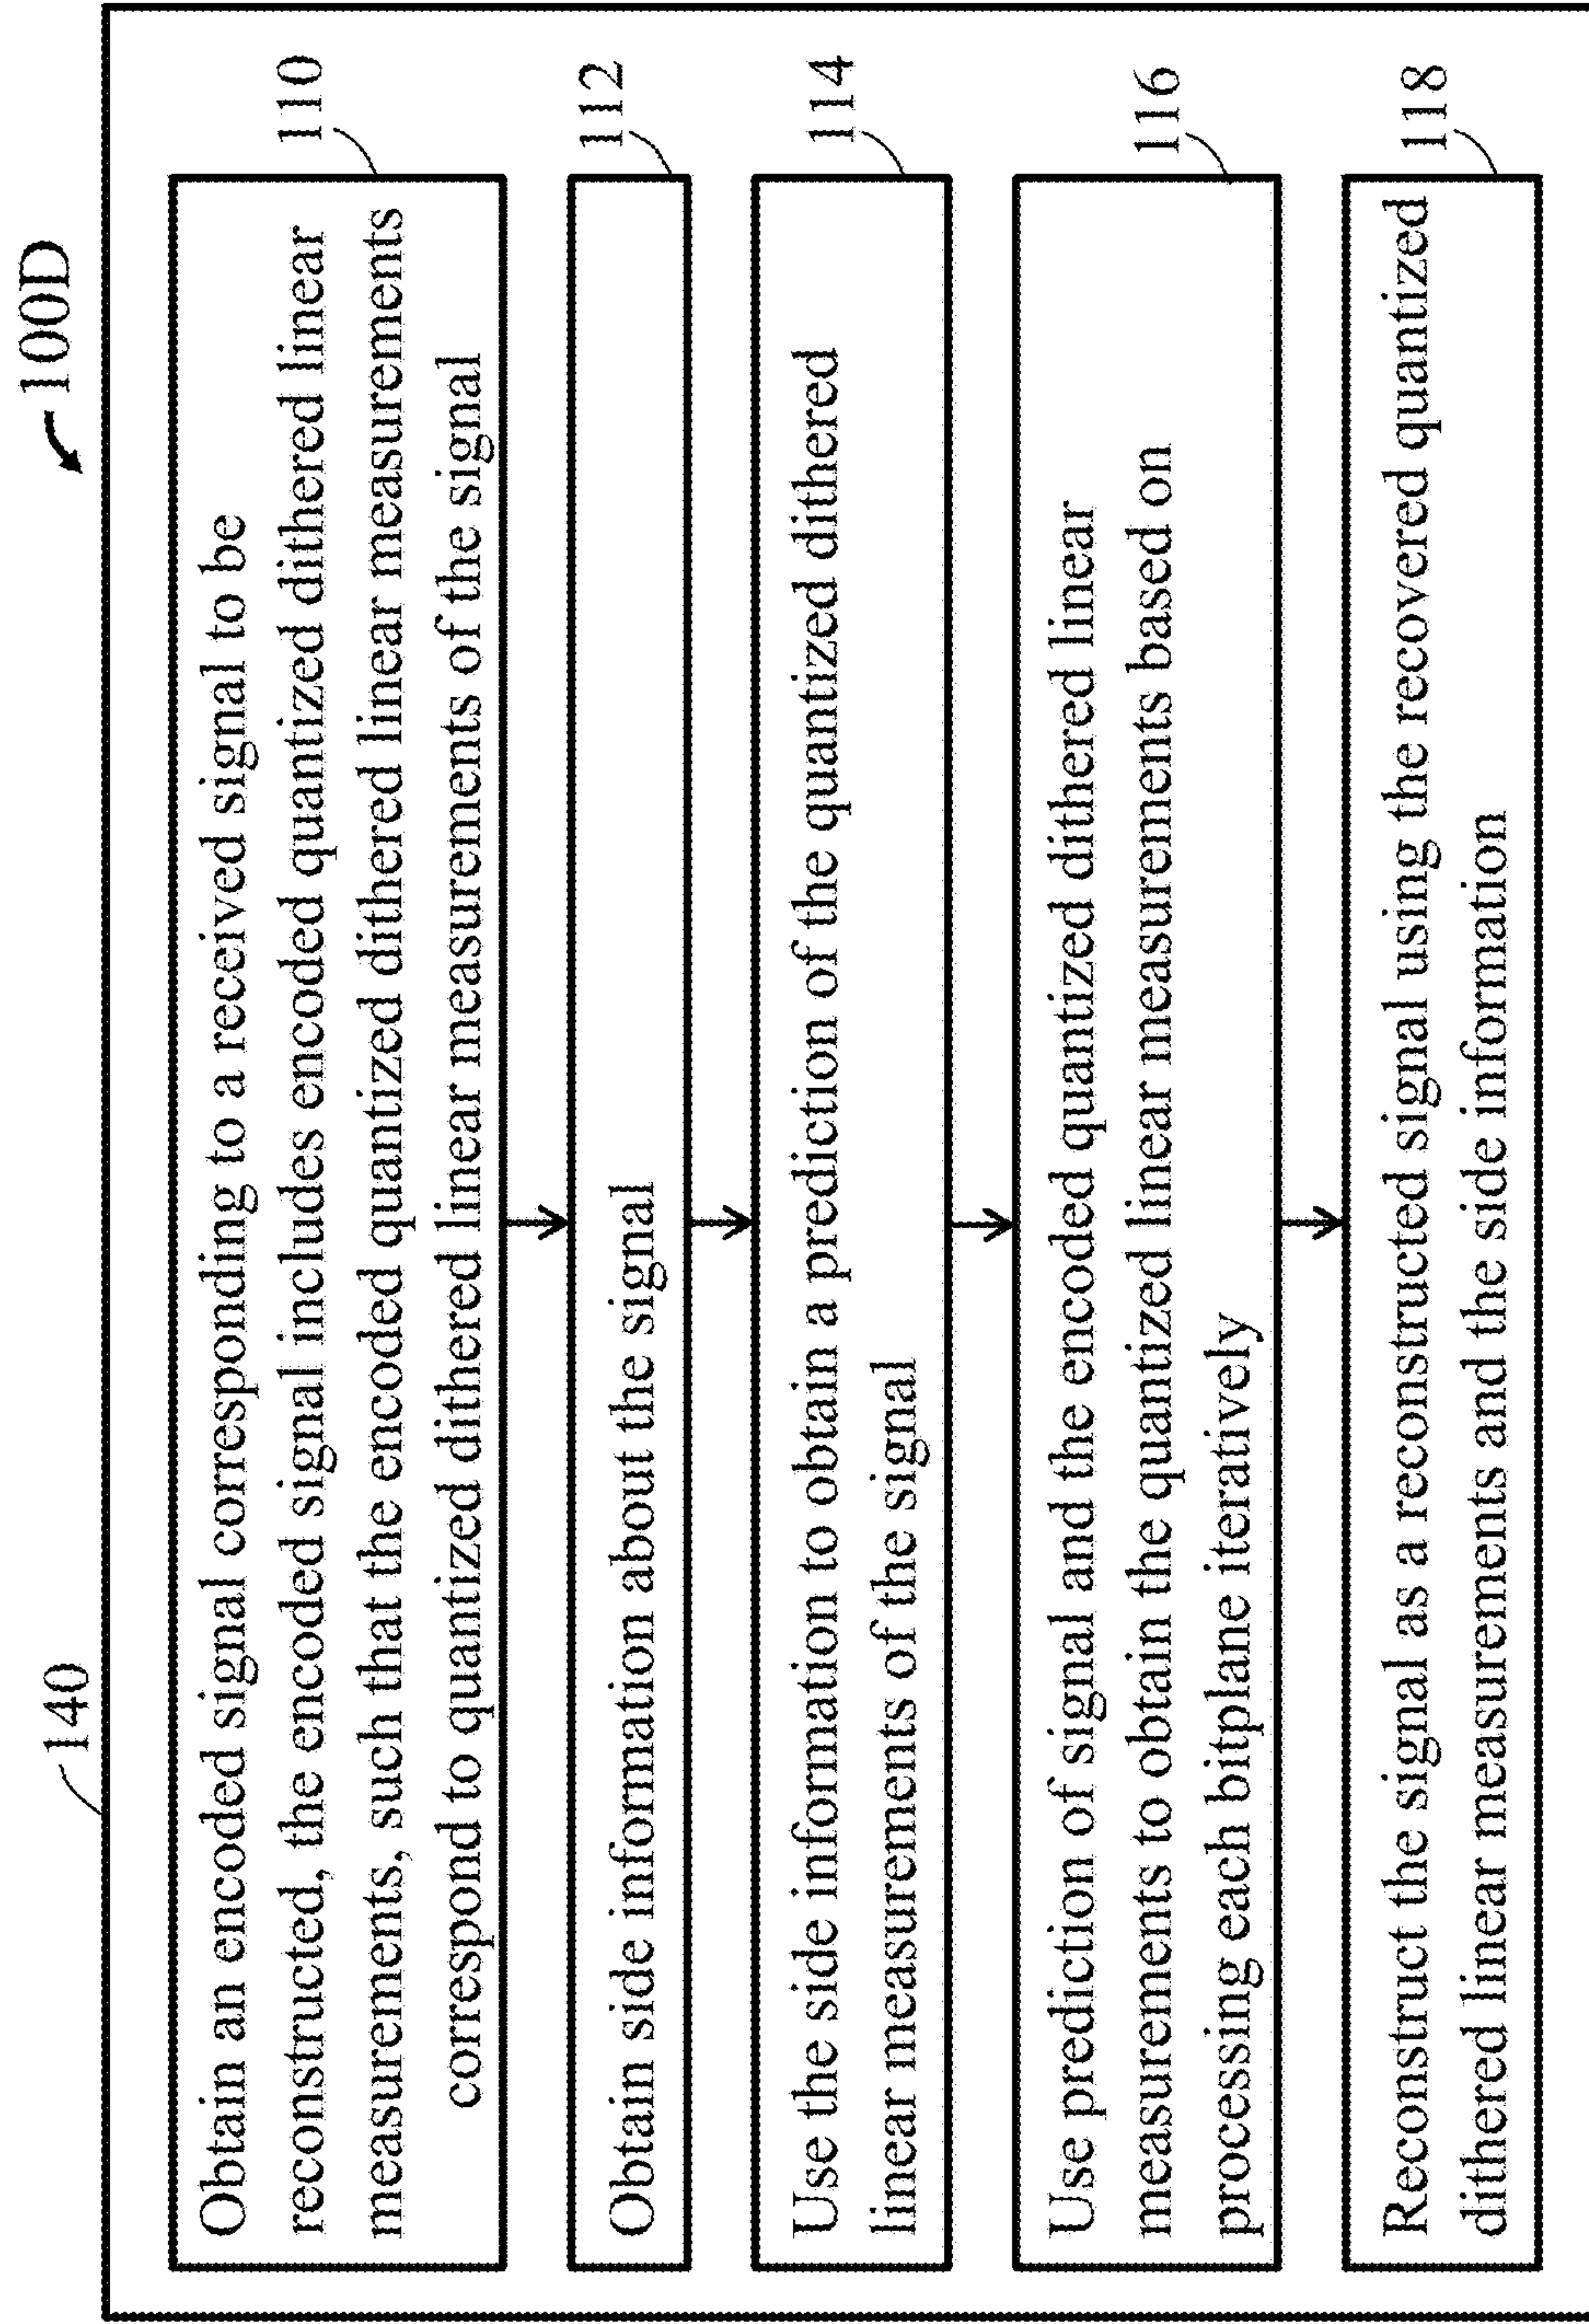 100D
140
Obtain an encoded signal corresponding to a received signal to be
reconstructed, the encoded signal includes encoded quantized dithered linear
measurements, such that the encoded quantized dithered linear measurements
correspond to quantized dithered linear measurements of the signal
110
Obtain side information about the signal
112
Use the side information to obtain a prediction of the quantized dithered
linear measurements of the signal
114
Use prediction of signal and the encoded quantized dithered linear
measurements to obtain the quantized linear measurements based on
processing each bitplane iteratively
116
Reconstruct the signal as a reconstructed signal using the recovered quantized
dithered linear measurements and the side information
118